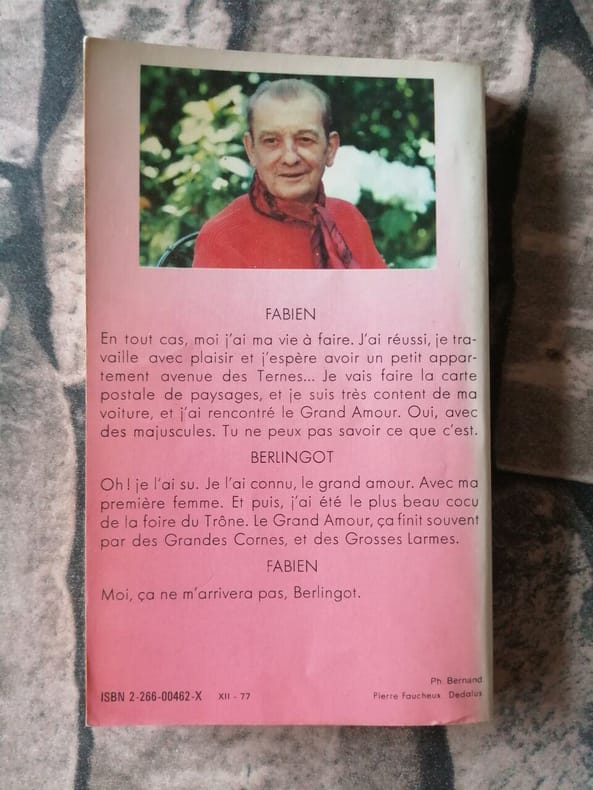 FABIEN
En tout cas, moi j'ai ma vie à faire. J'ai réussi, je tra-
vaille avec plaisir et j'espère avoir un petit appar-
tement avenue des Ternes... Je vais faire la carte
postale de paysages, et je suis très content de ma
voiture, et j'ai rencontré le Grand Amour. Oui, avec
des majuscules. Tu ne peux pas savoir ce que c'est.
BERLINGOT
Oh! je l'ai su. Je l'ai connu, le grand amour. Avec ma
première femme. Et puis, j'ai été le plus beau cocu
de la foire du Trône. Le Grand Amour, ça finit souvent
par des Grandes Cornes, et des Grosses Larmes.
FABIEN
Moi, ça ne m'arrivera pas, Berlingot.
Ph. Bernand
ISBN 2-266-00462-X XII - 77 Pierre Faucheux Dedalus